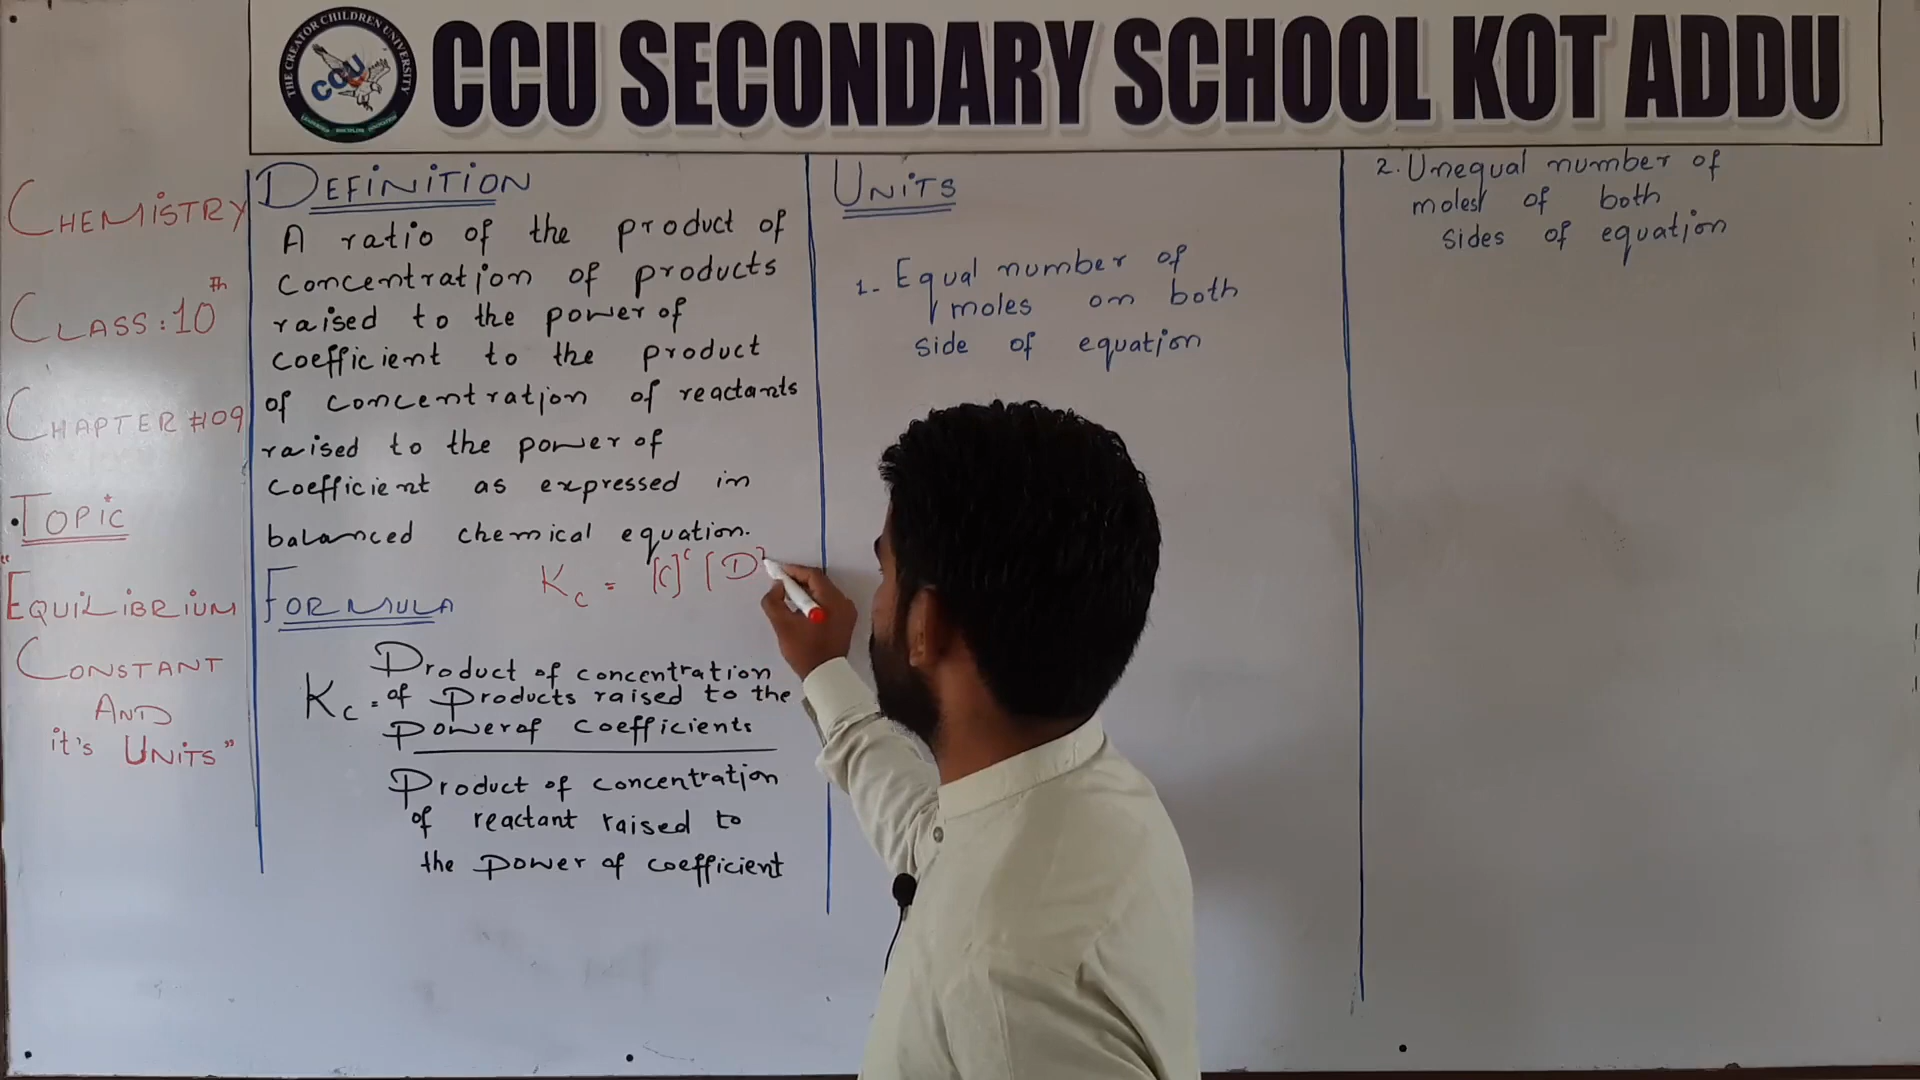 THE CREATOR CHILDREN UNIVERSITY
CCU
CCU SECONDARY SCHOOL KOT ADDU
CHEMiSTRY
CLASS: 10th
CHAPTER #09
TOPiC
"EQUiLiBRIUM
CONSTANT
AND
it's UNiTS"
DEFiNiTiON
A ratio of the product of
concentration of products
raised to the power of
coefficient to the product
of concentration of reactants
raised to the power of
coefficient as expressed in
balanced chemical equation.
Kc = [C]c [D]
FORMULA
Product of concentration
Kc = of Products raised to the
Power of coefficients
Product of concentration
of reactant raised to
the power of coefficient
UNiTS
1- Equal number of
moles on both
side of equation
2. Unequal number of
moles of both
sides of equation